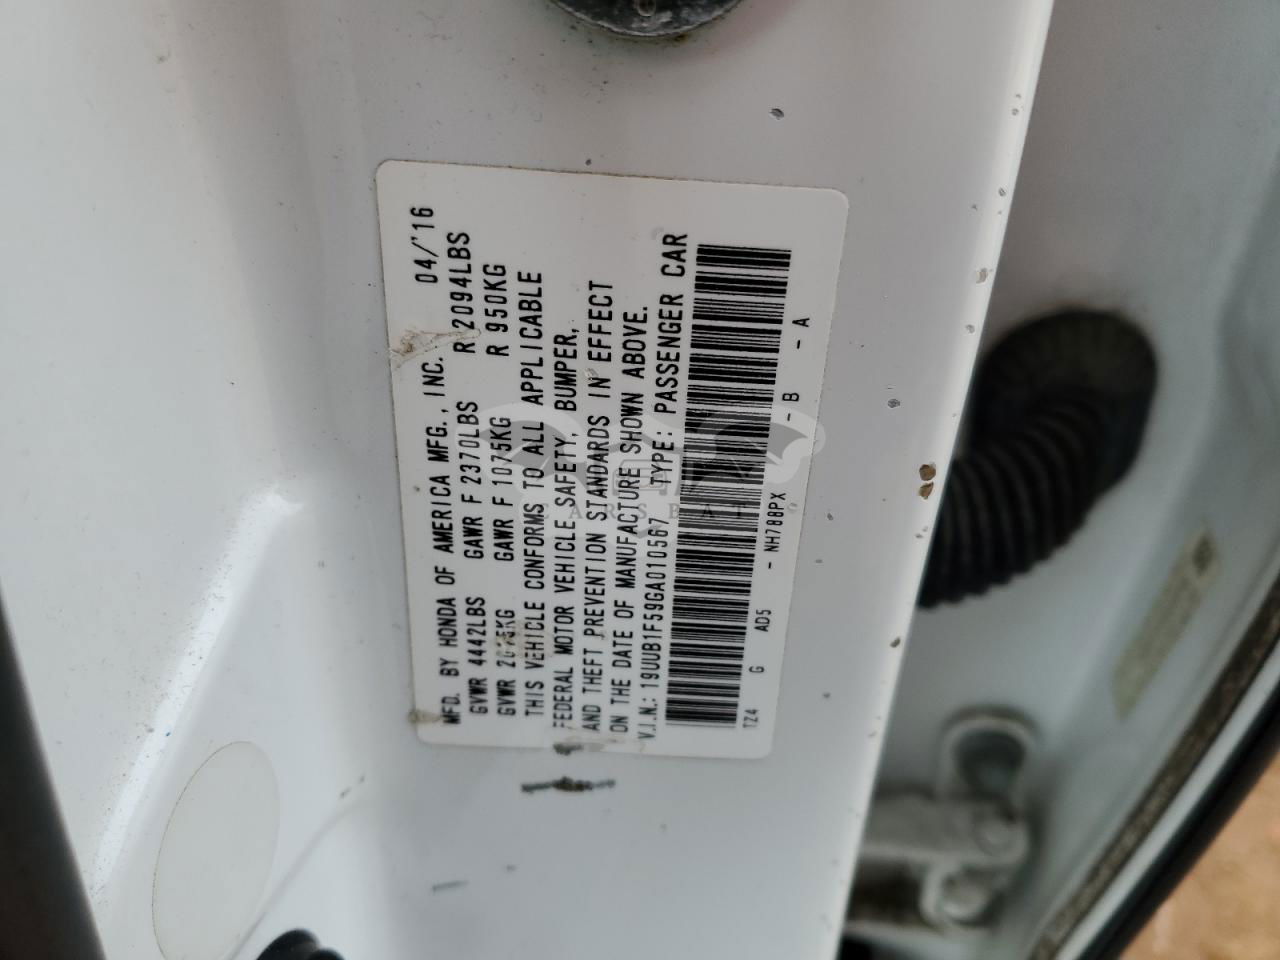 MFD. BY HONDA OF AMERICA MFG., INC. 04/'16
GVWR 4442LBS GAWR F 2370LBS R 2094LBS
GVWR KG GAWR F 1075KG R 950KG
THIS VEHICLE CONFORMS TO ALL APPLICABLE
FEDERAL MOTOR VEHICLE SAFETY, BUMPER,
AND THEFT PREVENTION STANDARDS IN EFFECT
ON THE DATE OF MANUFACTURE SHOWN ABOVE.
V.I.N.: 19UUB1F59GA010567 TYPE: PASSENGER CAR
TZ4 G AD5 - NH788PX - B - A
CARSBAT